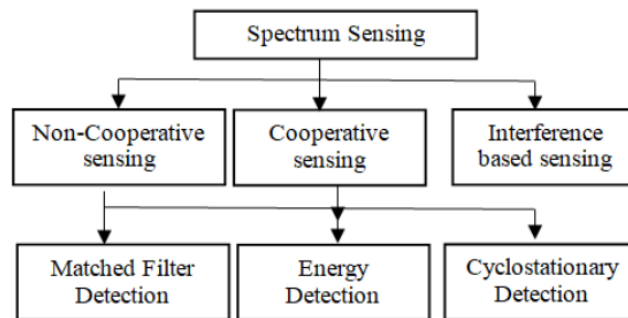 Spectrum Sensing
Non-Cooperative
sensing
Cooperative
sensing
Interference
based sensing
Matched Filter
Detection
Energy
Detection
Cyclostationary
Detection